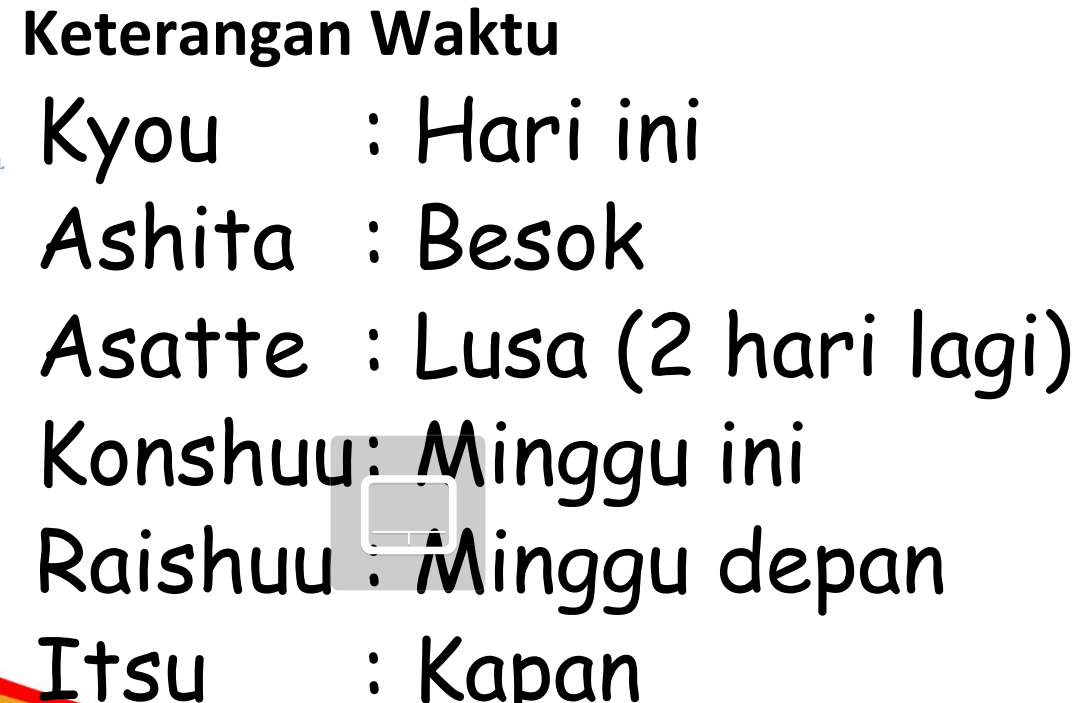 Keterangan Waktu
Kyou : Hari ini
Ashita : Besok
Asatte : Lusa (2 hari lagi)
Konshuu: Minggu ini
Raishuu : Minggu depan
Itsu : Kapan